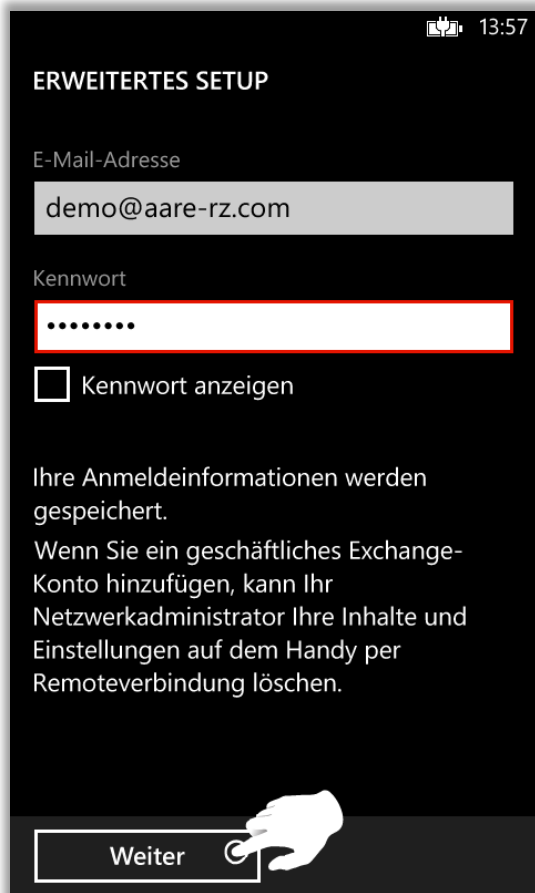 13:57
ERWEITERTES SETUP
E-Mail-Adresse
demo@aare-rz.com
Kennwort
••••••••
Kennwort anzeigen
Ihre Anmeldeinformationen werden
gespeichert.
Wenn Sie ein geschäftliches Exchange-
Konto hinzufügen, kann Ihr
Netzwerkadministrator Ihre Inhalte und
Einstellungen auf dem Handy per
Remoteverbindung löschen.
Weiter